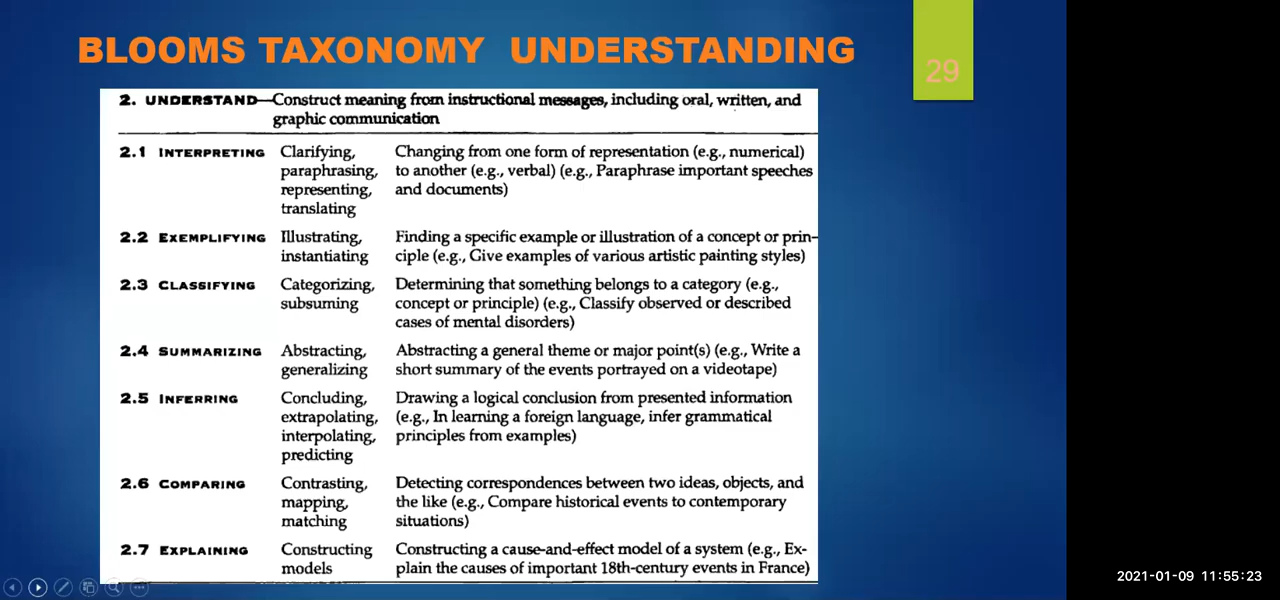 BLOOMS TAXONOMY UNDERSTANDING
29
2. UNDERSTAND—Construct meaning from instructional messages, including oral, written, and
graphic communication
2.1 INTERPRETING Clarifying, Changing from one form of representation (e.g., numerical)
paraphrasing, to another (e.g., verbal) (e.g., Paraphrase important speeches
representing, and documents)
translating
2.2 EXEMPLIFYING Illustrating, Finding a specific example or illustration of a concept or prin-
instantiating ciple (e.g., Give examples of various artistic painting styles)
2.3 CLASSIFYING Categorizing, Determining that something belongs to a category (e.g.,
subsuming concept or principle) (e.g., Classify observed or described
cases of mental disorders)
2.4 SUMMARIZING Abstracting, Abstracting a general theme or major point(s) (e.g., Write a
generalizing short summary of the events portrayed on a videotape)
2.5 INFERRING Concluding, Drawing a logical conclusion from presented information
extrapolating, (e.g., In learning a foreign language, infer grammatical
interpolating, principles from examples)
predicting
2.6 COMPARING Contrasting, Detecting correspondences between two ideas, objects, and
mapping, the like (e.g., Compare historical events to contemporary
matching situations)
2.7 EXPLAINING Constructing Constructing a cause-and-effect model of a system (e.g., Ex-
models plain the causes of important 18th-century events in France)
2021-01-09 11:55:23